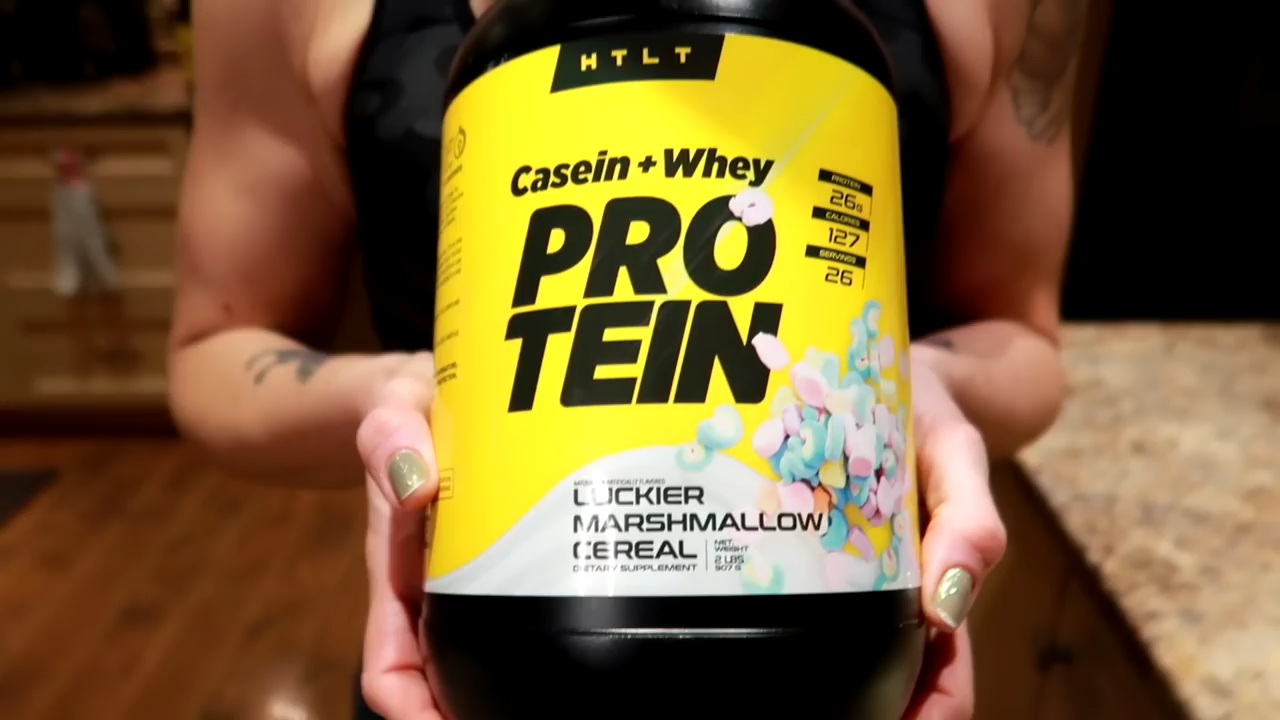 HTLT
Casein + Whey
PRO
TEIN
PROTEIN
26G
CALORIES
127
SERVINGS
26
LUCKIER
MARSHMALLOW
CEREAL
DIETARY SUPPLEMENT
NET.
WEIGHT
2 LBS
907 G